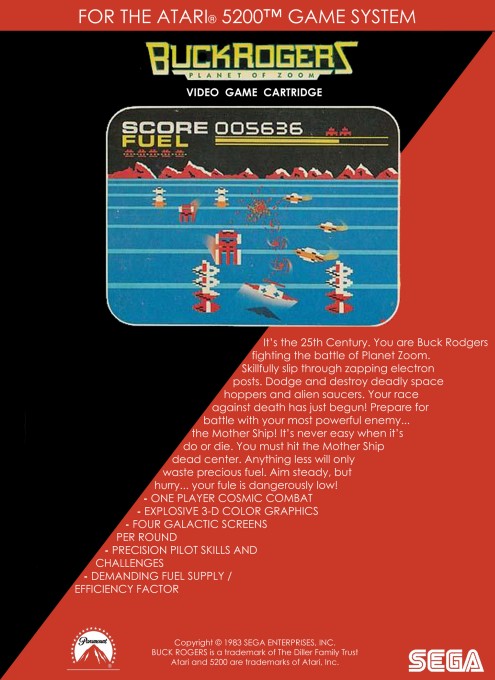 FOR THE ATARI® 5200™ GAME SYSTEM
BUCKROGERS
PLANET OF ZOOM
VIDEO GAME CARTRIDGE
SCORE 005636
FUEL
It's the 25th Century. You are Buck Rodgers
fighting the battle of Planet Zoom.
Skillfully slip through zapping electron
posts. Dodge and destroy deadly space
hoppers and alien saucers. Your race
against death has just begun! Prepare for
battle with your most powerful enemy...
the Mother Ship! It's never easy when it's
do or die. You must hit the Mother Ship
dead center. Anything less will only
waste precious fuel. Aim steady, but
hurry... your fule is dangerously low!
- ONE PLAYER COSMIC COMBAT
- EXPLOSIVE 3-D COLOR GRAPHICS
- FOUR GALACTIC SCREENS
PER ROUND
- PRECISION PILOT SKILLS AND
CHALLENGES
- DEMANDING FUEL SUPPLY /
EFFICIENCY FACTOR
Paramount
Copyright © 1983 SEGA ENTERPRISES, INC.
BUCK ROGERS is a trademark of The Diller Family Trust
Atari and 5200 are trademarks of Atari, Inc.
SEGA